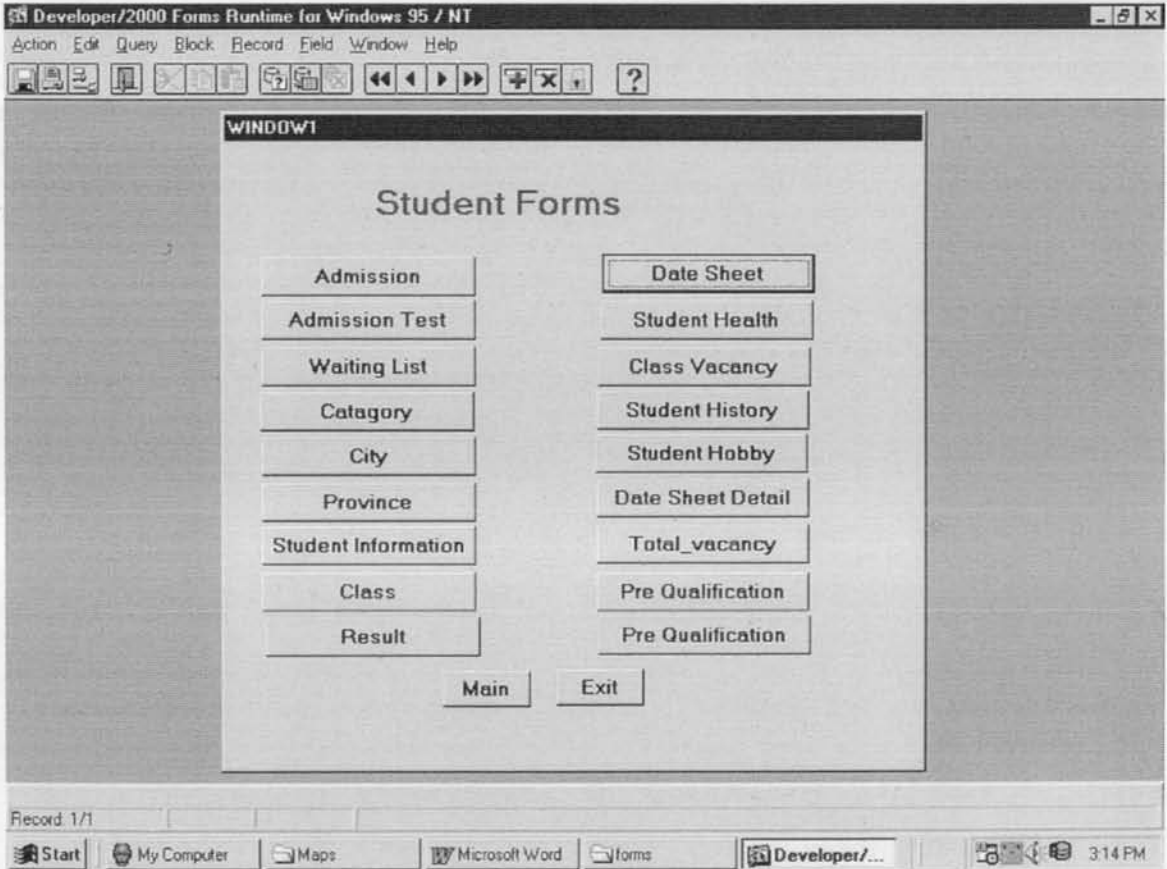 Developer/2000 Forms Runtime for Windows 95 / NT
Action Edit Query Block Record Field Window Help
?
WINDOW1
Student Forms
Admission
Date Sheet
Admission Test
Student Health
Waiting List
Class Vacancy
Catagory
Student History
City
Student Hobby
Province
Date Sheet Detail
Student Information
Total_vacancy
Class
Pre Qualification
Result
Pre Qualification
Main Exit
Record: 1/1
Start My Computer Maps Microsoft Word forms Developer/... 3:14 PM